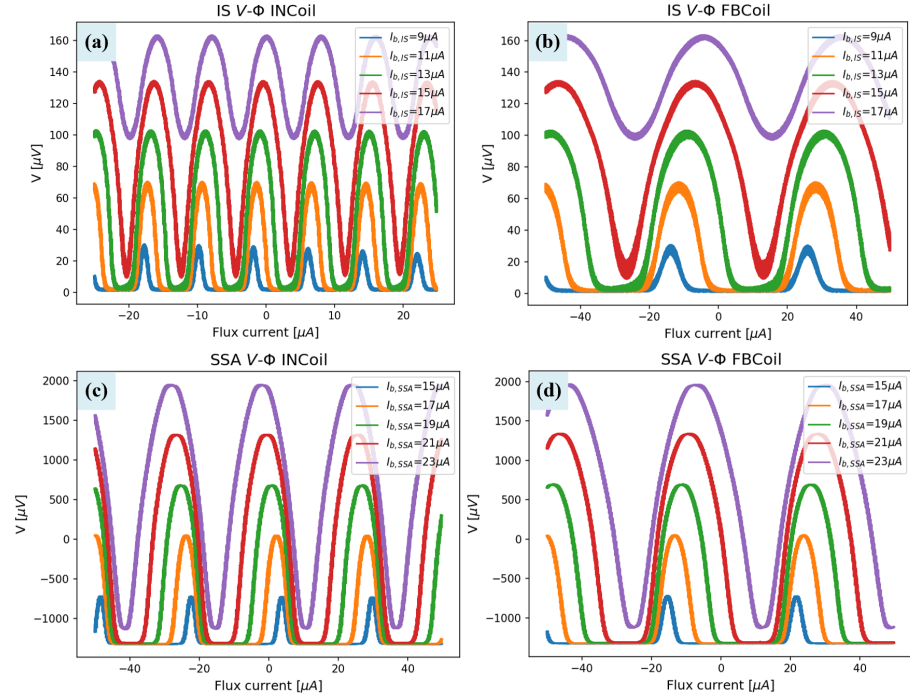 IS V-Φ INCoil
(a)
I_b,IS=9μA
I_b,IS=11μA
I_b,IS=13μA
I_b,IS=15μA
I_b,IS=17μA
V [μV]
160
140
120
100
80
60
40
20
0
−20
−10
0
10
20
Flux current [μA]
IS V-Φ FBCoil
(b)
I_b,IS=9μA
I_b,IS=11μA
I_b,IS=13μA
I_b,IS=15μA
I_b,IS=17μA
V [μV]
160
140
120
100
80
60
40
20
0
−40
−20
0
20
40
Flux current [μA]
SSA V-Φ INCoil
(c)
I_b,SSA=15μA
I_b,SSA=17μA
I_b,SSA=19μA
I_b,SSA=21μA
I_b,SSA=23μA
V [μV]
2000
1500
1000
500
0
−500
−1000
−40
−20
0
20
40
Flux current [μA]
SSA V-Φ FBCoil
(d)
I_b,SSA=15μA
I_b,SSA=17μA
I_b,SSA=19μA
I_b,SSA=21μA
I_b,SSA=23μA
V [μV]
2000
1500
1000
500
0
−500
−1000
−40
−20
0
20
40
Flux current [μA]